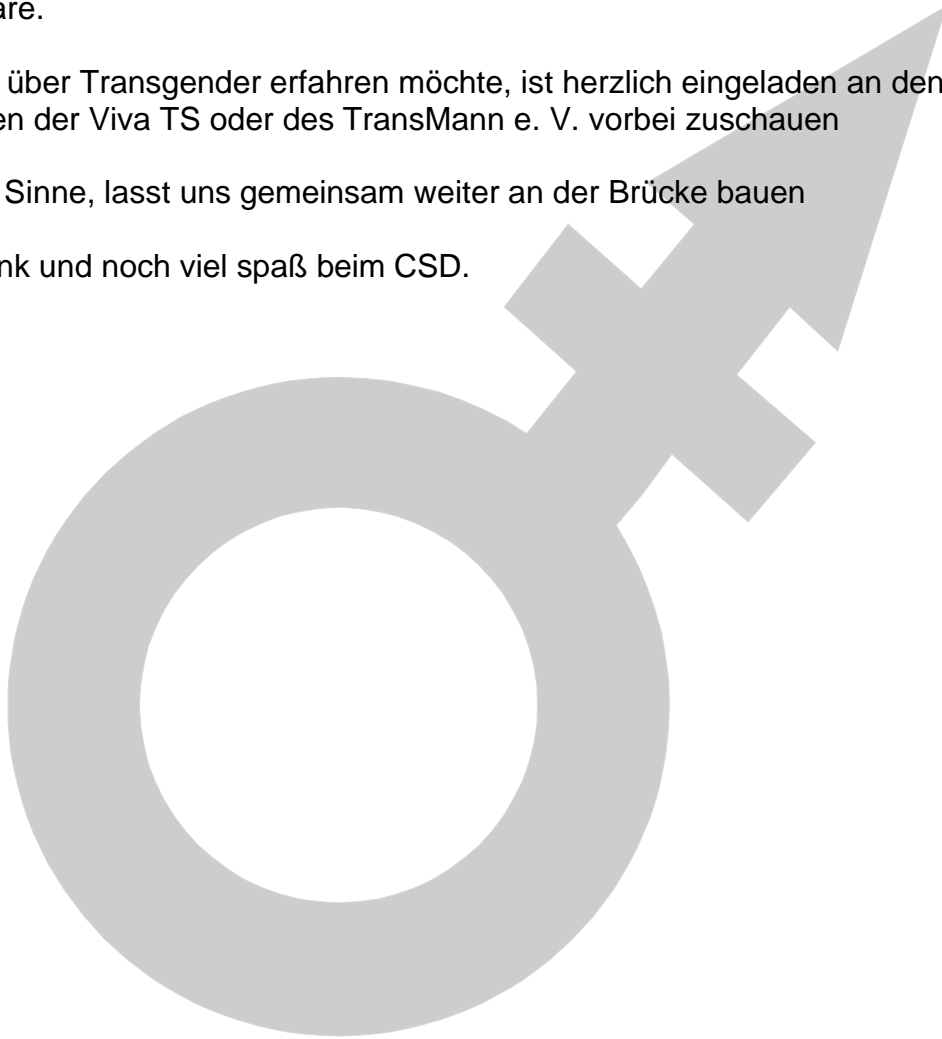 are.
über Transgender erfahren möchte, ist herzlich eingeladen an den
en der Viva TS oder des TransMann e. V. vorbei zuschauen
Sinne, lasst uns gemeinsam weiter an der Brücke bauen
nk und noch viel spaß beim CSD.